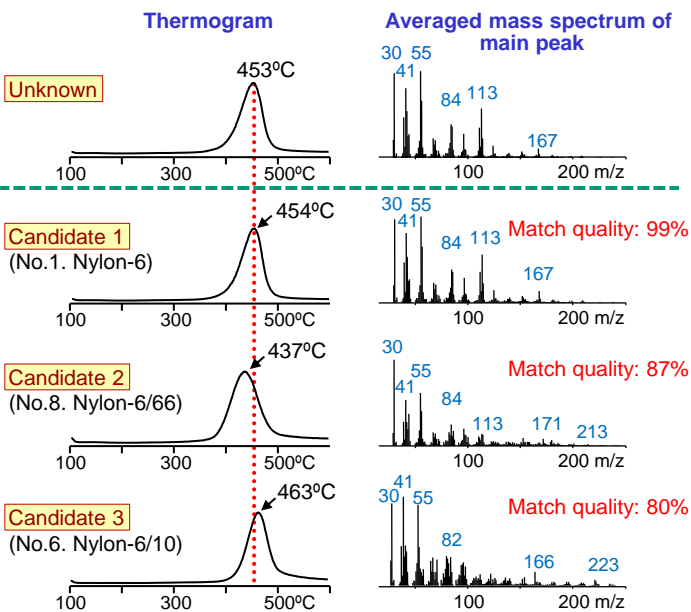 Thermogram
Averaged mass spectrum of
main peak
Unknown
453ºC
100 300 500ºC
30 55
41
84 113
167
100 200 m/z
Candidate 1
(No.1. Nylon-6)
454ºC
100 300 500ºC
30 55
41
84 113
167
Match quality: 99%
100 200 m/z
Candidate 2
(No.8. Nylon-6/66)
437ºC
100 300 500ºC
30
55
41
84
113 171 213
Match quality: 87%
100 200 m/z
Candidate 3
(No.6. Nylon-6/10)
463ºC
100 300 500ºC
41
30 55
82
166 223
Match quality: 80%
100 200 m/z